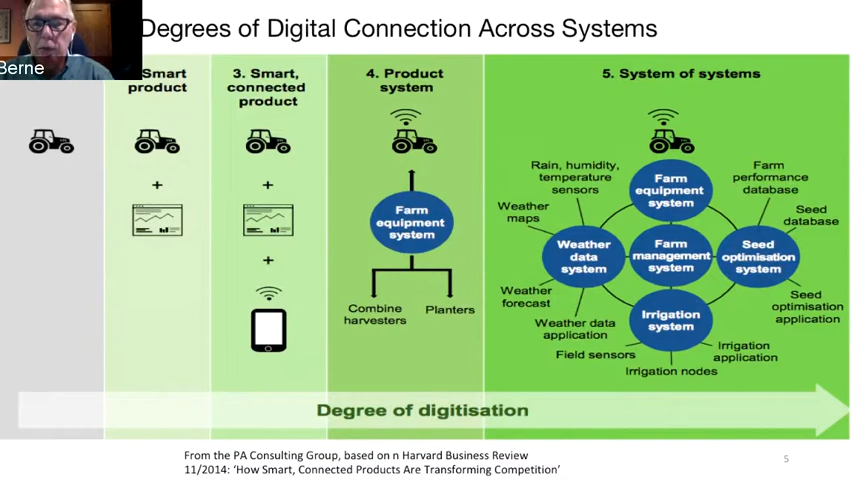 Degrees of Digital Connection Across Systems
Berne
Smart
product
3. Smart,
connected
product
4. Product
system
5. System of systems
Farm
equipment
system
Combine
harvesters
Planters
Rain, humidity,
temperature
sensors
Farm
performance
database
Weather
maps
Seed
database
Farm
equipment
system
Weather
data
system
Farm
management
system
Seed
optimisation
system
Irrigation
system
Weather
forecast
Seed
optimisation
application
Weather data
application
Field sensors
Irrigation
application
Irrigation nodes
Degree of digitisation
From the PA Consulting Group, based on n Harvard Business Review
11/2014: ‘How Smart, Connected Products Are Transforming Competition’
5